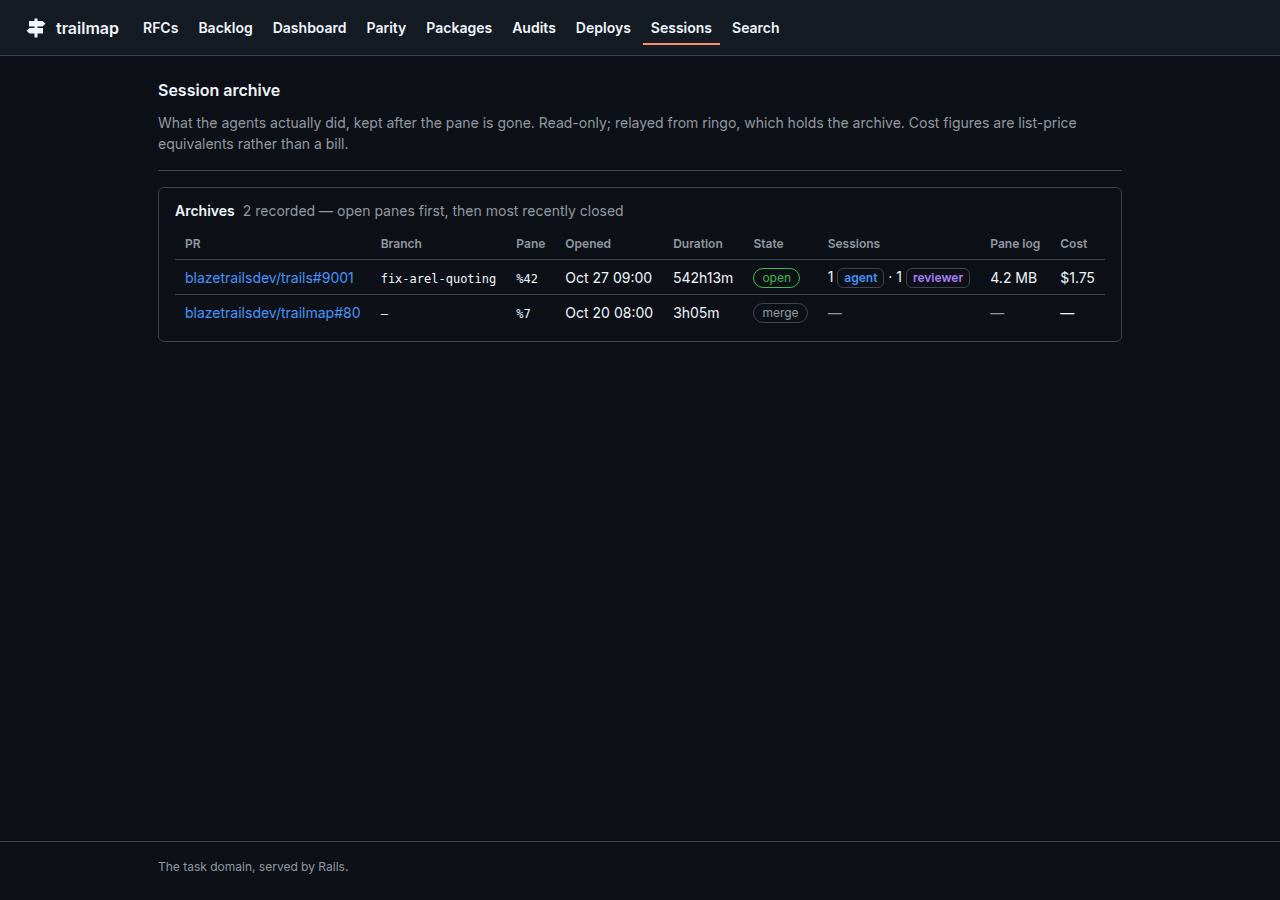 trailmap RFCs Backlog Dashboard Parity Packages Audits Deploys Sessions Search
Session archive
What the agents actually did, kept after the pane is gone. Read-only; relayed from ringo, which holds the archive. Cost figures are list-price
equivalents rather than a bill.
Archives 2 recorded — open panes first, then most recently closed
PR Branch Pane Opened Duration State Sessions Pane log Cost
blazetrailsdev/trails#9001 fix-arel-quoting %42 Oct 27 09:00 542h13m open 1 agent · 1 reviewer 4.2 MB $1.75
blazetrailsdev/trailmap#80 — %7 Oct 20 08:00 3h05m merge — — —
The task domain, served by Rails.